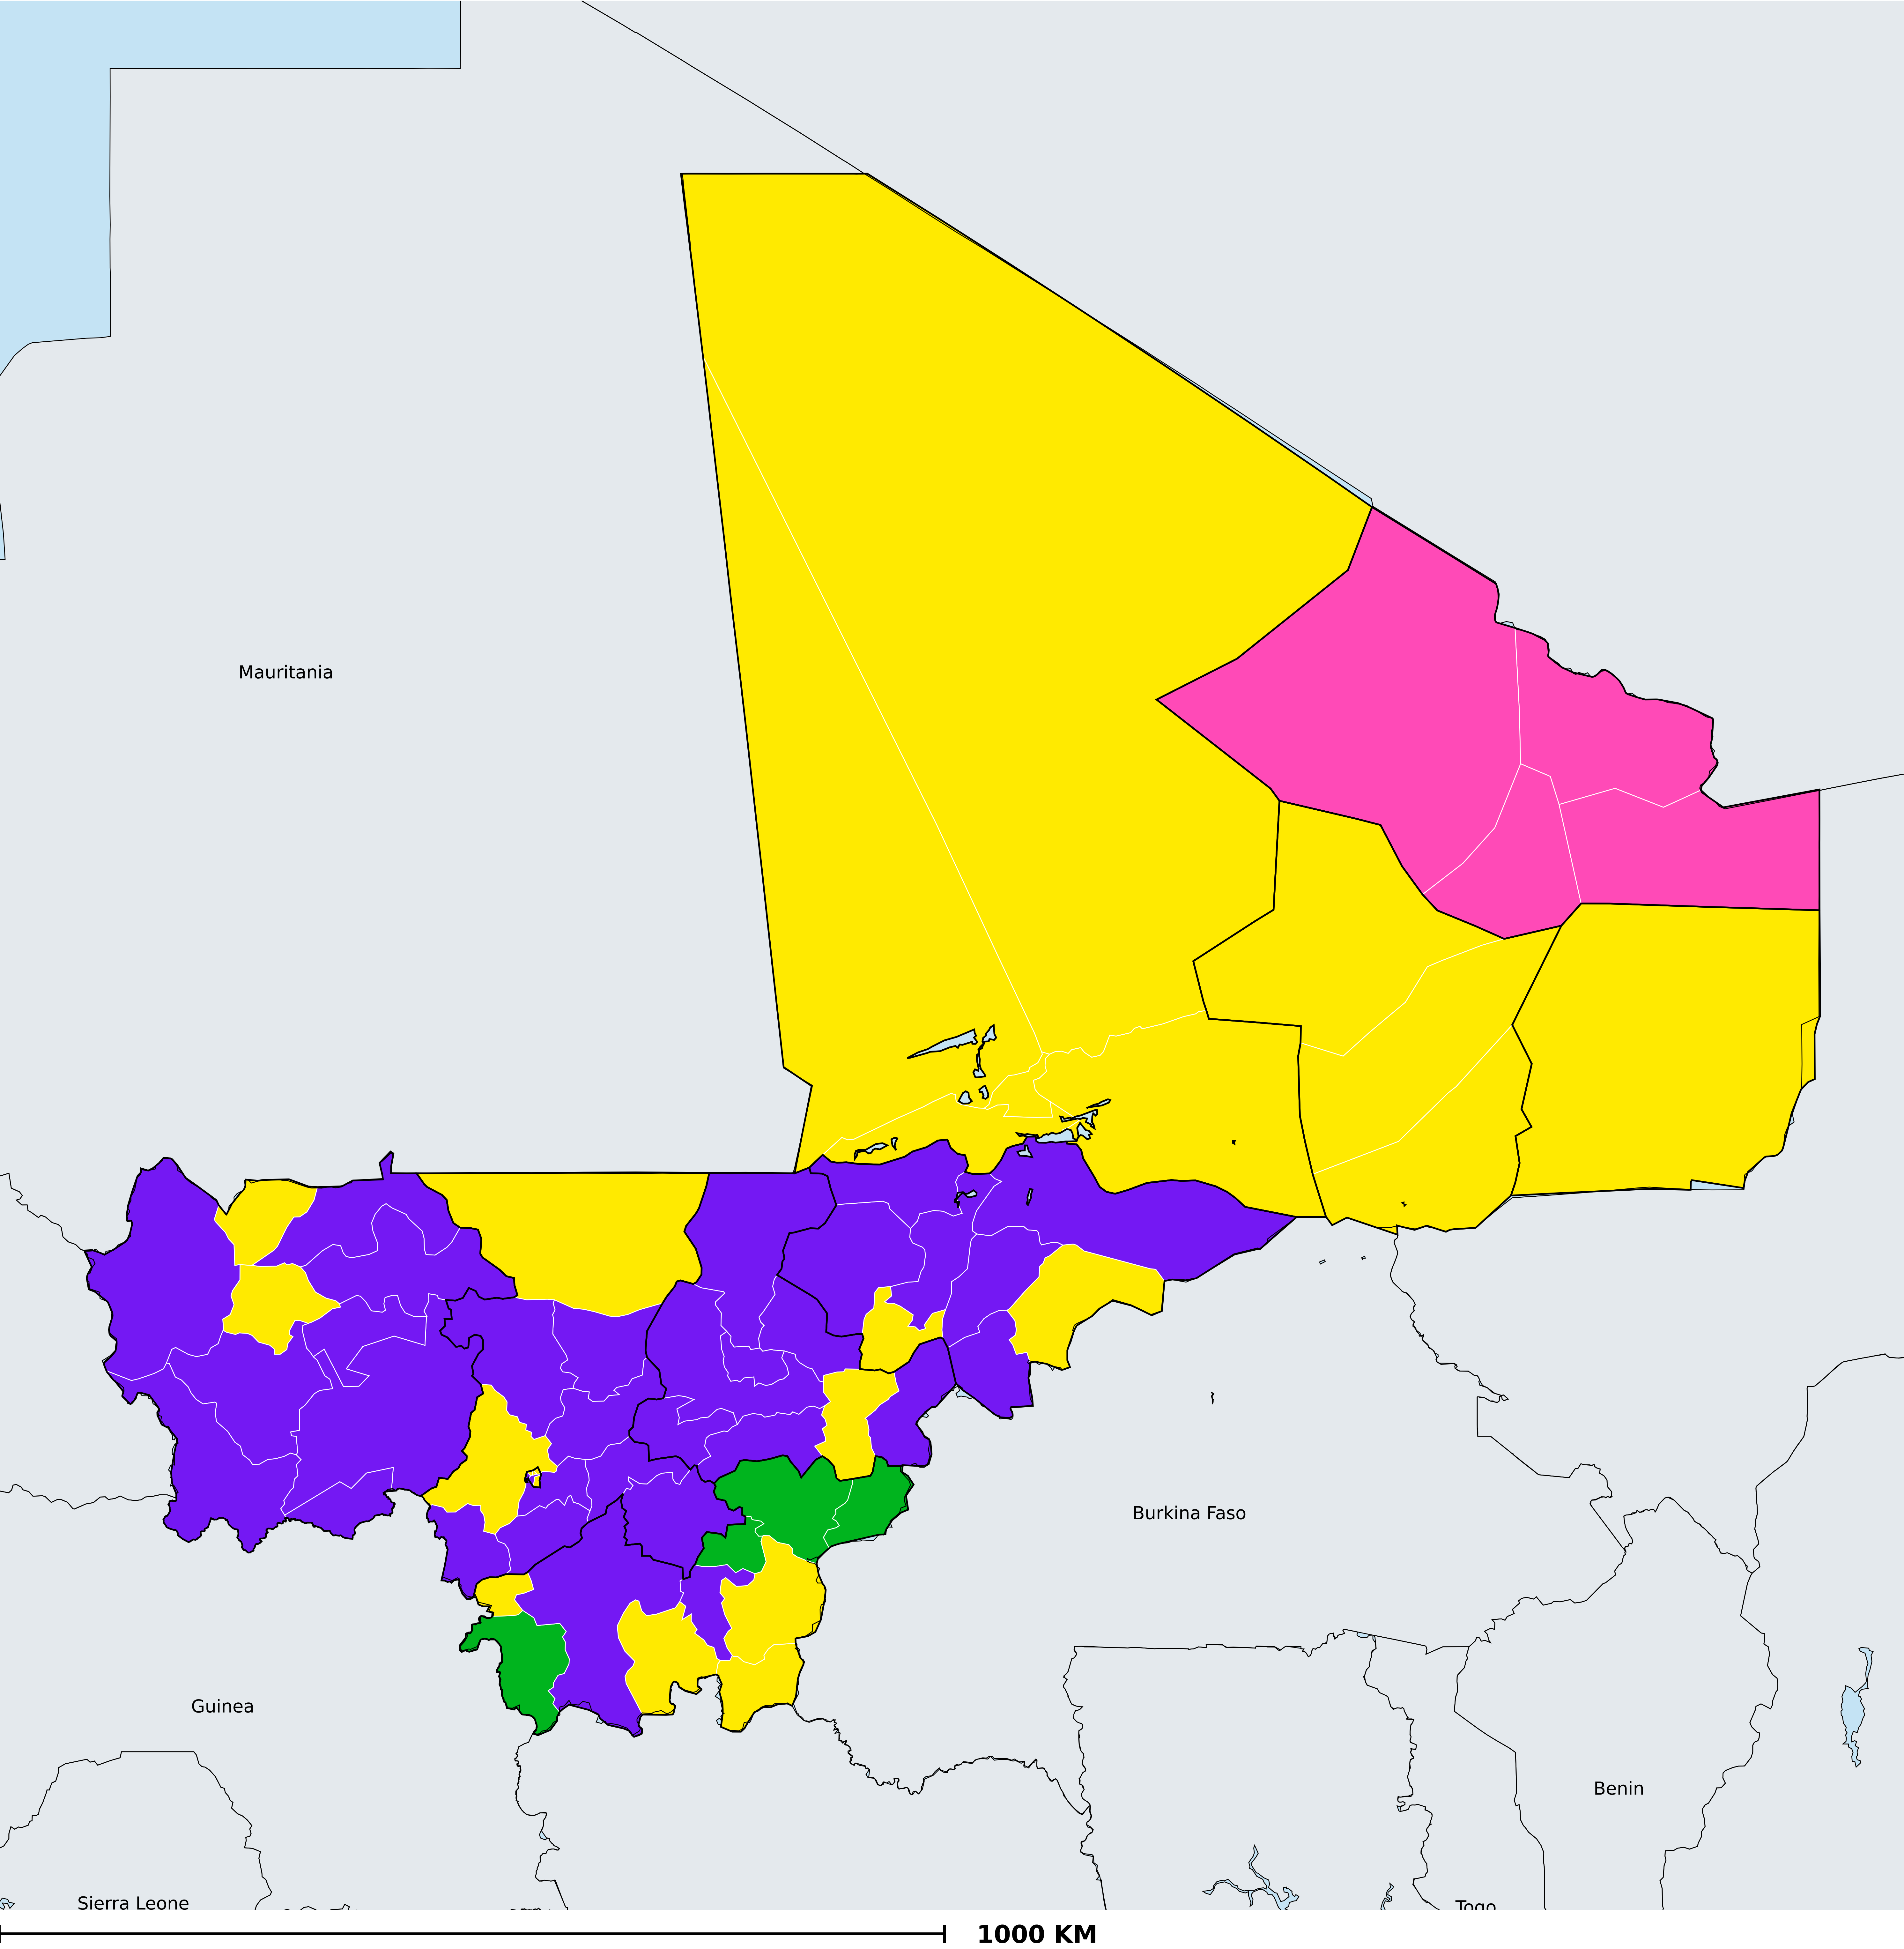 Mauritania
Burkina Faso
Guinea
Benin
Sierra Leone
Togo
1000 KM